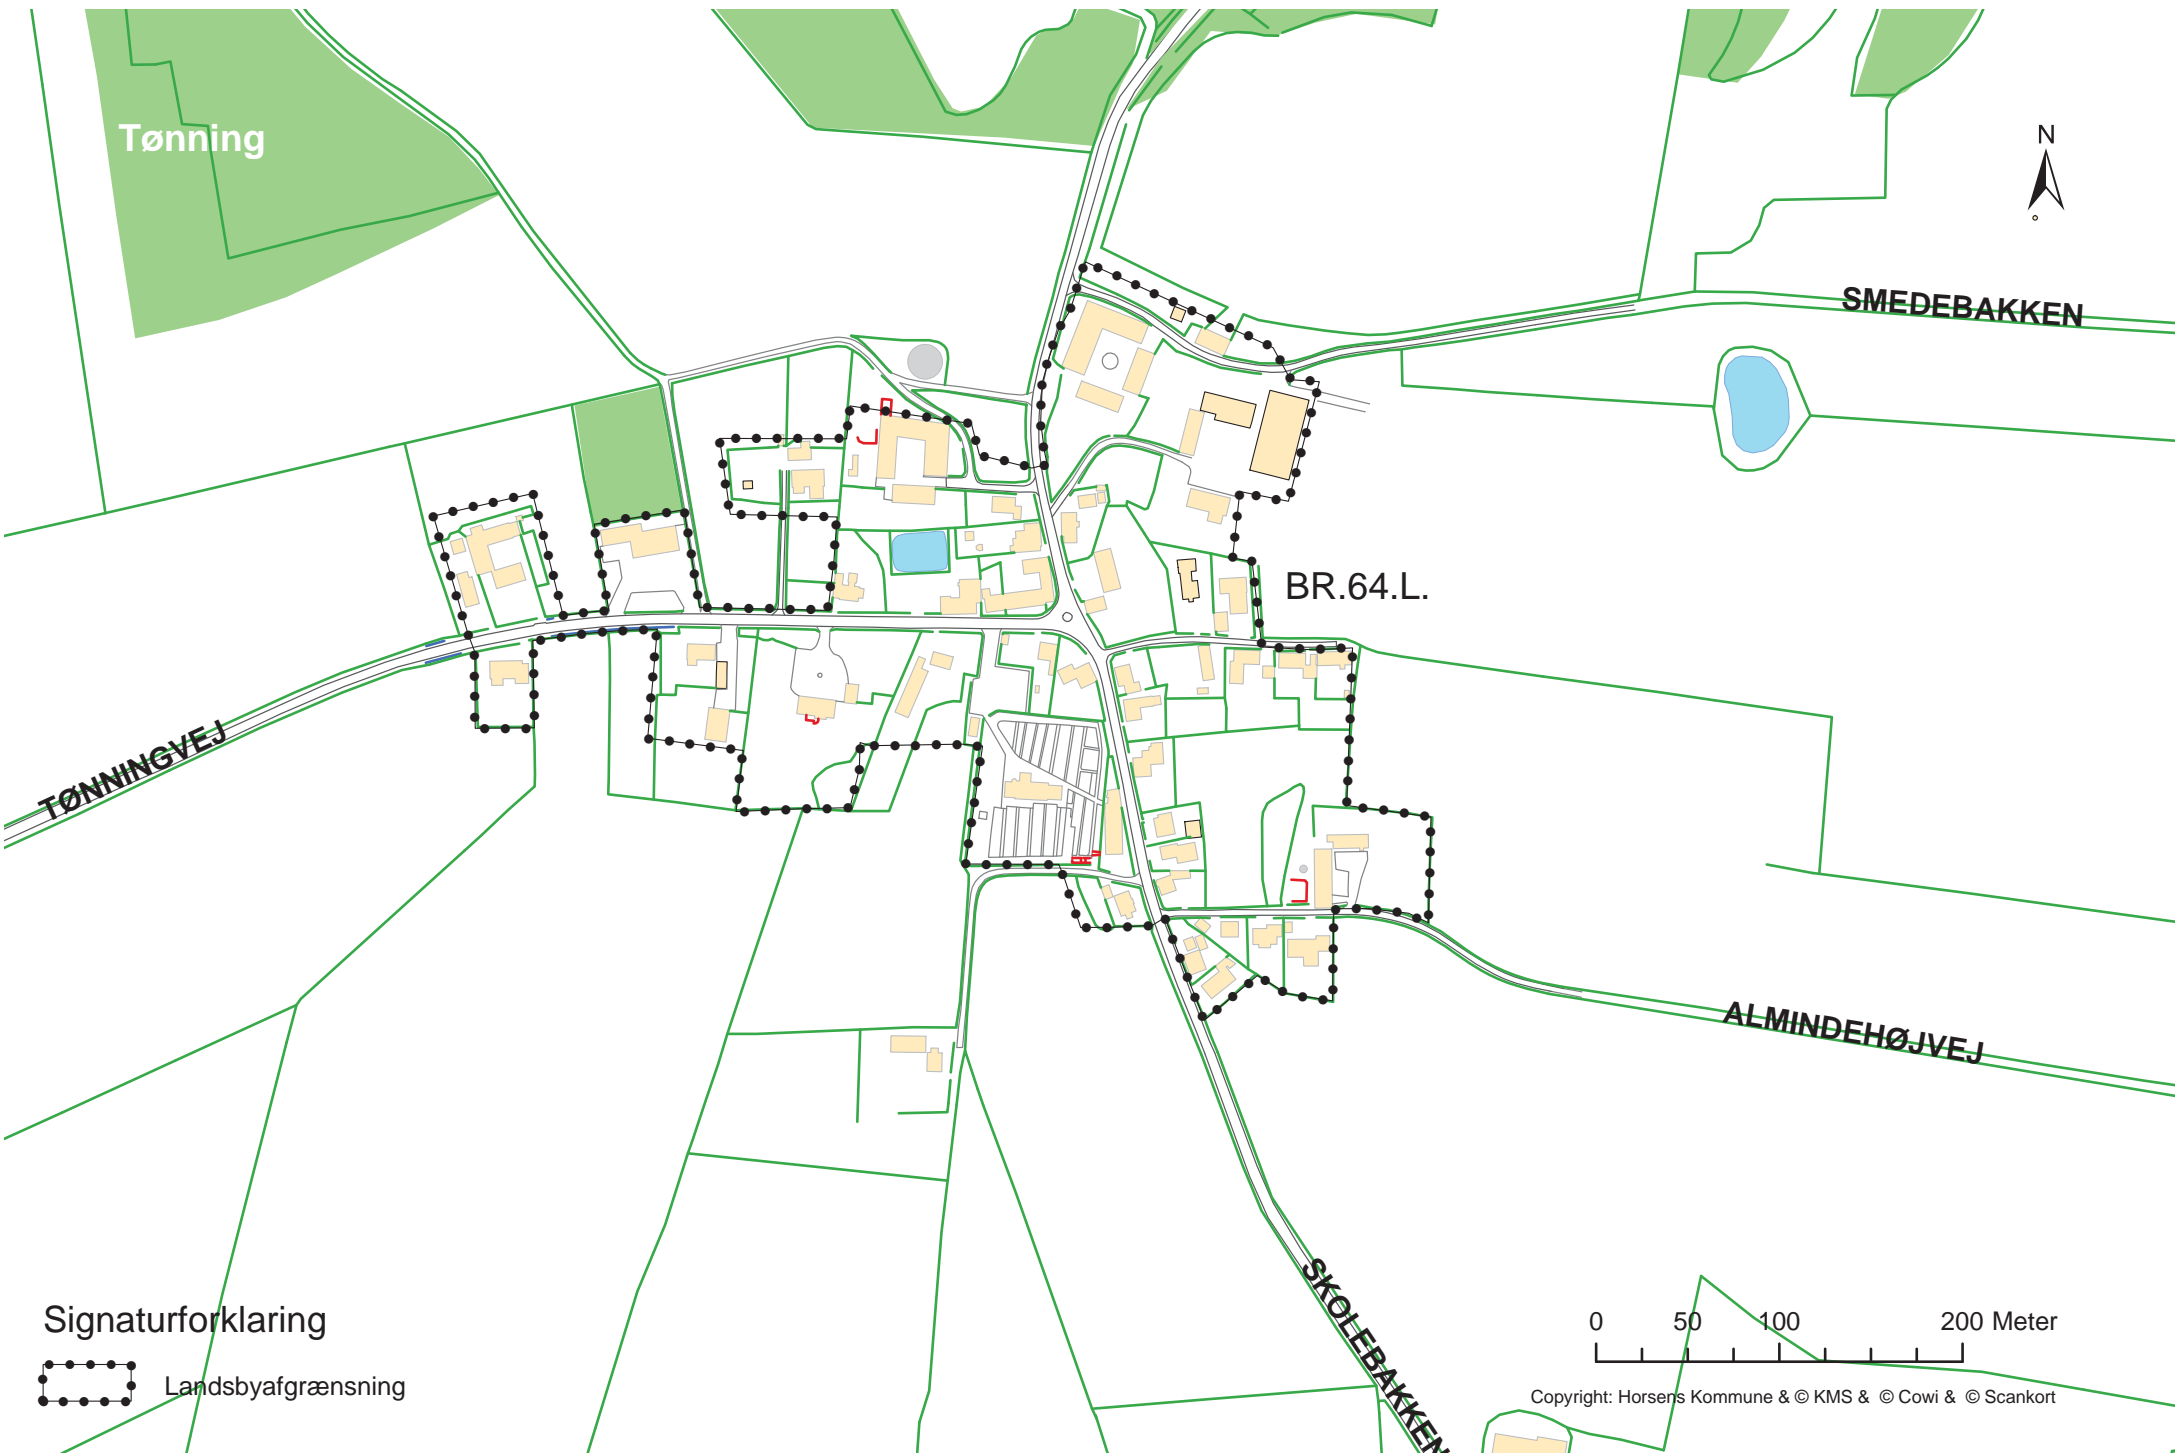 Tønning
N
SMEDEBAKKEN
BR.64.L.
TØNNINGVEJ
ALMINDEHØJVEJ
SKOLEBAKKEN
Signaturforklaring
Landsbyafgrænsning
0 50 100 200 Meter
Copyright: Horsens Kommune & © KMS & © Cowi & © Scankort